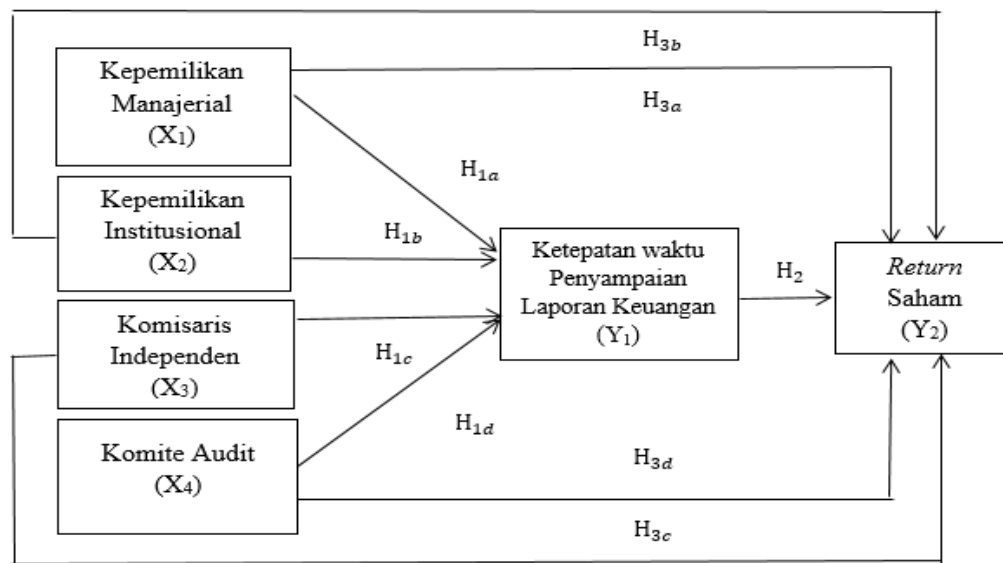 H₃b
Kepemilikan
Manajerial
(X₁)
H₃a
H₁a
Kepemilikan
Institusional
(X₂)
H₁b
Ketepatan waktu
Penyampaian
Laporan Keuangan
(Y₁)
H₂
Return
Saham
(Y₂)
Komisaris
Independen
(X₃)
H₁c
H₁d
Komite Audit
(X₄)
H₃d
H₃c